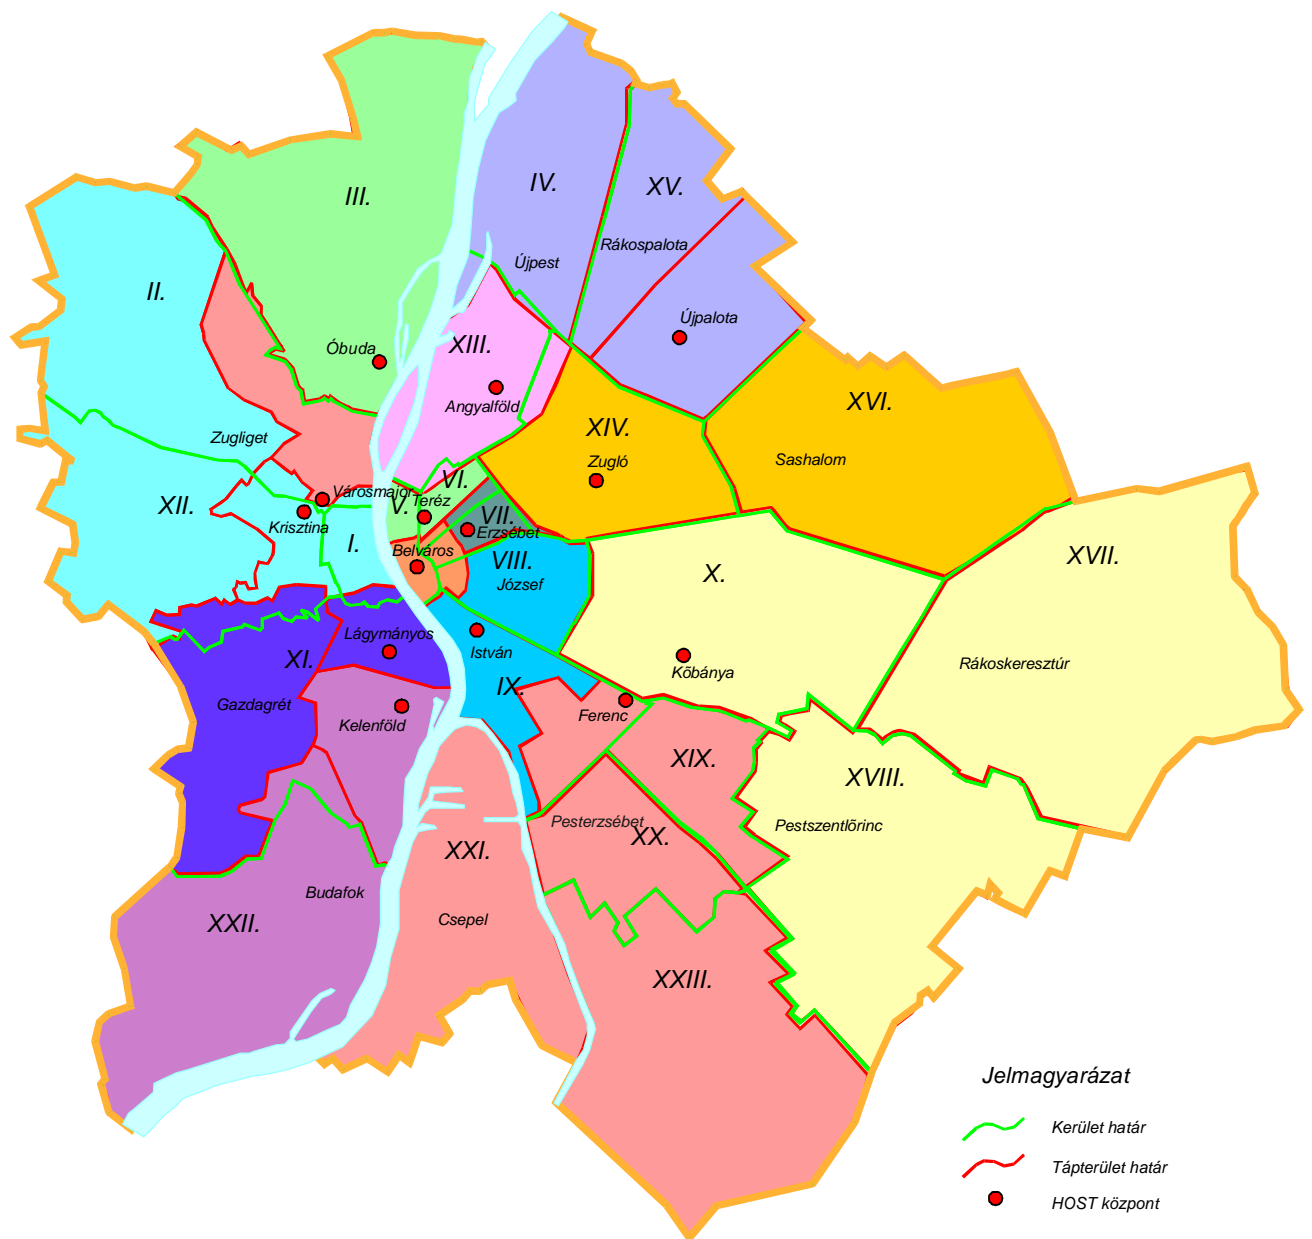 III.
IV.
XV.
Rákospalota
Újpest
II.
Újpalota
Óbuda
XIII.
Angyalföld
XVI.
XIV.
Zugliget
Zugló
Sashalom
VI.
Városmajor
Teréz
V.
XII.
Krisztina
VII.
Erzsébet
I.
Belváros
VIII.
József
X.
XVII.
Lágymányos
István
XI.
Kõbánya
Rákoskeresztúr
IX.
Gazdagrét
Kelenföld
Ferenc
XIX.
XVIII.
Pesterzsébet
XX.
Pestszentlõrinc
XXI.
Budafok
XXII.
Csepel
XXIII.
Jelmagyarázat
Kerület határ
Tápterület határ
HOST központ